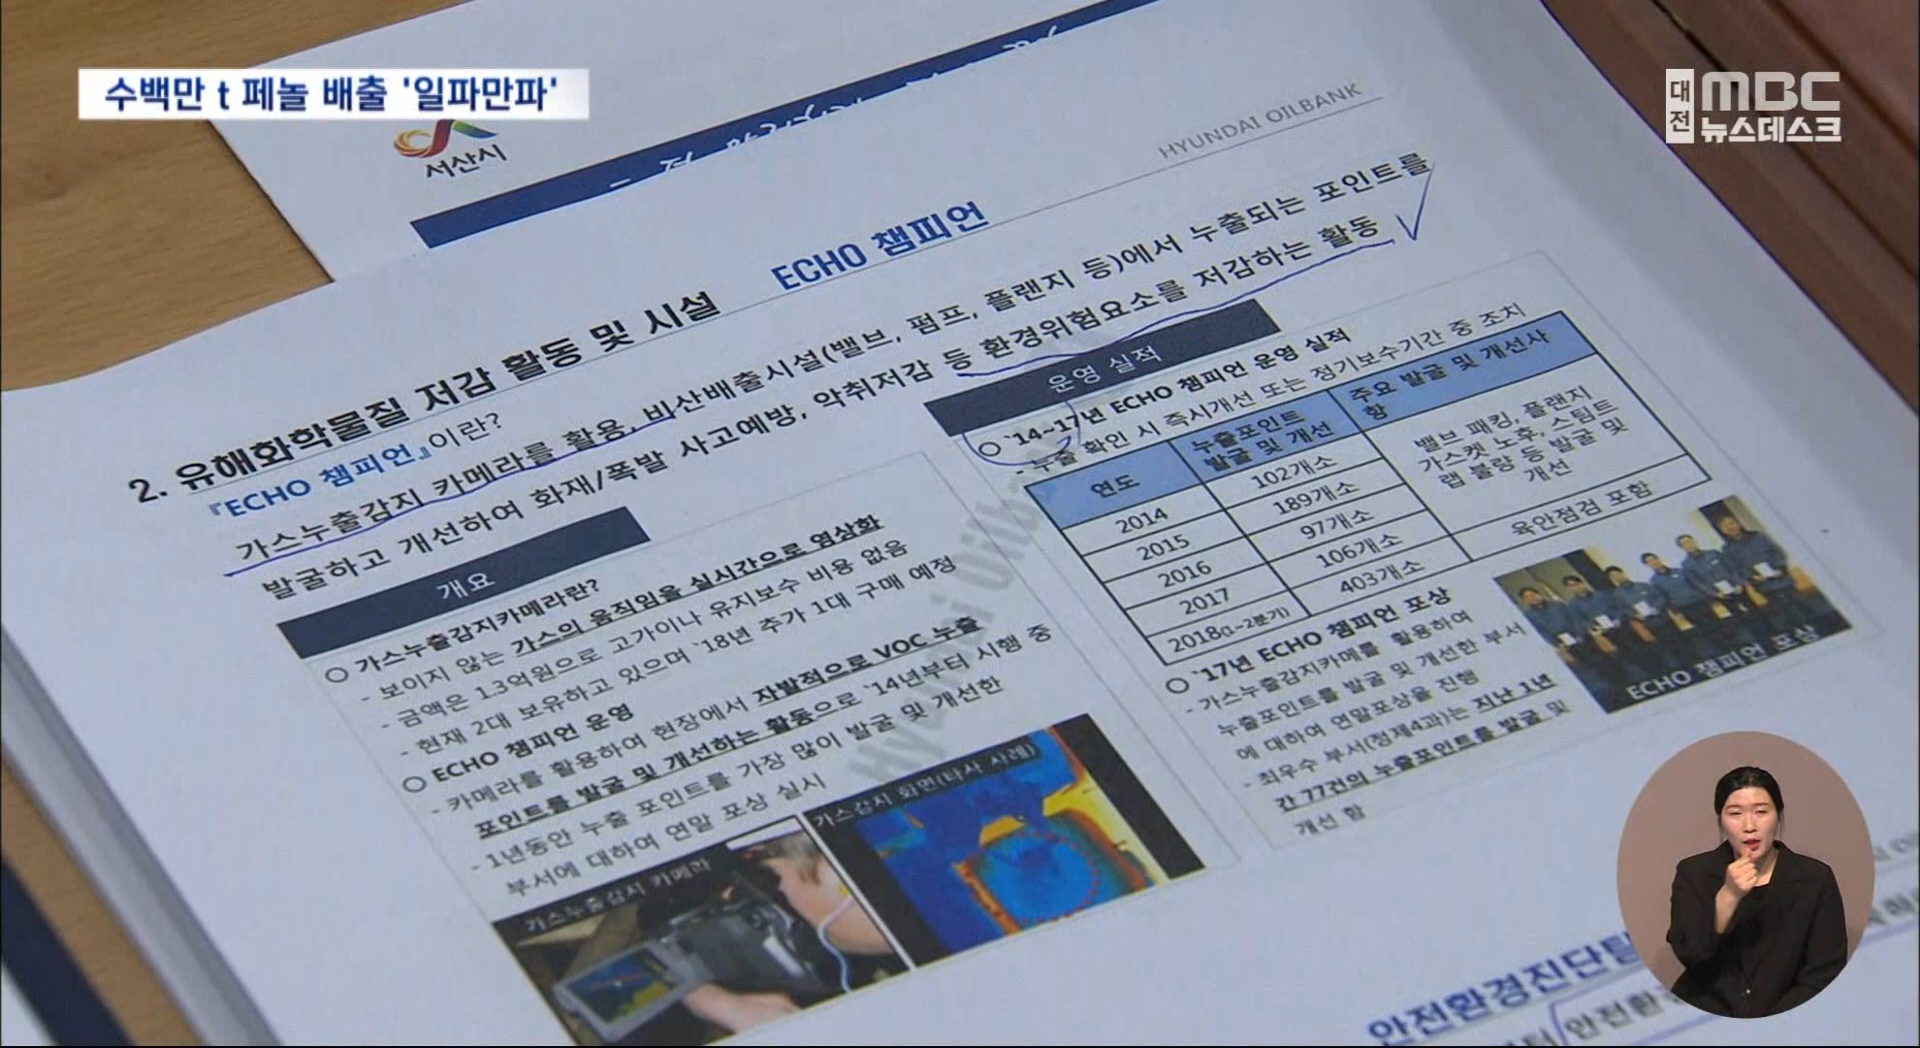 수백만 t 페놀 배출 '일파만파'
대전
MBC
뉴스데스크
서산시
HYUNDAI OILBANK
ECHO 챔피언
2. 유해화학물질 저감 활동 및 시설
『ECHO 챔피언』이란?
가스누출감지 카메라를 활용, 비산배출시설(밸브, 펌프, 플랜지 등)에서 누출되는 포인트를
발굴하고 개선하여 화재/폭발 사고예방, 악취저감 등 환경위험요소를 저감하는 활동
개요
○ 가스누출감지카메라란?
- 보이지 않는 가스의 움직임을 실시간으로 영상화
- 금액은 1.3억원으로 고가이나 유지보수 비용 없음
- 현재 2대 보유하고 있으며 '18년 추가 1대 구매 예정
○ ECHO 챔피언 운영
- 카메라를 활용하여 현장에서 자발적으로 VOC 누출
포인트를 발굴 및 개선하는 활동으로 '14년부터 시행 중
- 1년동안 누출 포인트를 가장 많이 발굴 및 개선한
부서에 대하여 연말 포상 실시
가스누출감지 카메라
가스감지 화면(타사 사례)
운영 실적
○ '14~17년 ECHO 챔피언 운영 실적
- 누출 확인 시 즉시개선 또는 정기보수기간 중 조치
연도 누출포인트 발굴 및 개선 주요 발굴 및 개선사항
2014 102개소
2015 189개소
2016 97개소
2017 106개소
2018(1~2분기) 403개소
밸브 패킹, 플랜지
가스켓 노후, 스팀트
랩 불량 등 발굴 및
개선
육안점검 포함
○ '17년 ECHO 챔피언 포상
- 가스누출감지카메를 활용하여
누출포인트를 발굴 및 개선한 부서
에 대하여 연말포상을 진행
- 최우수 부서(정제4과)는 지난 1년
간 77건의 누출포인트를 발굴 및
개선 함
ECHO 챔피언 포상
Hyundai Oilb
안전환경진단팀
안전환